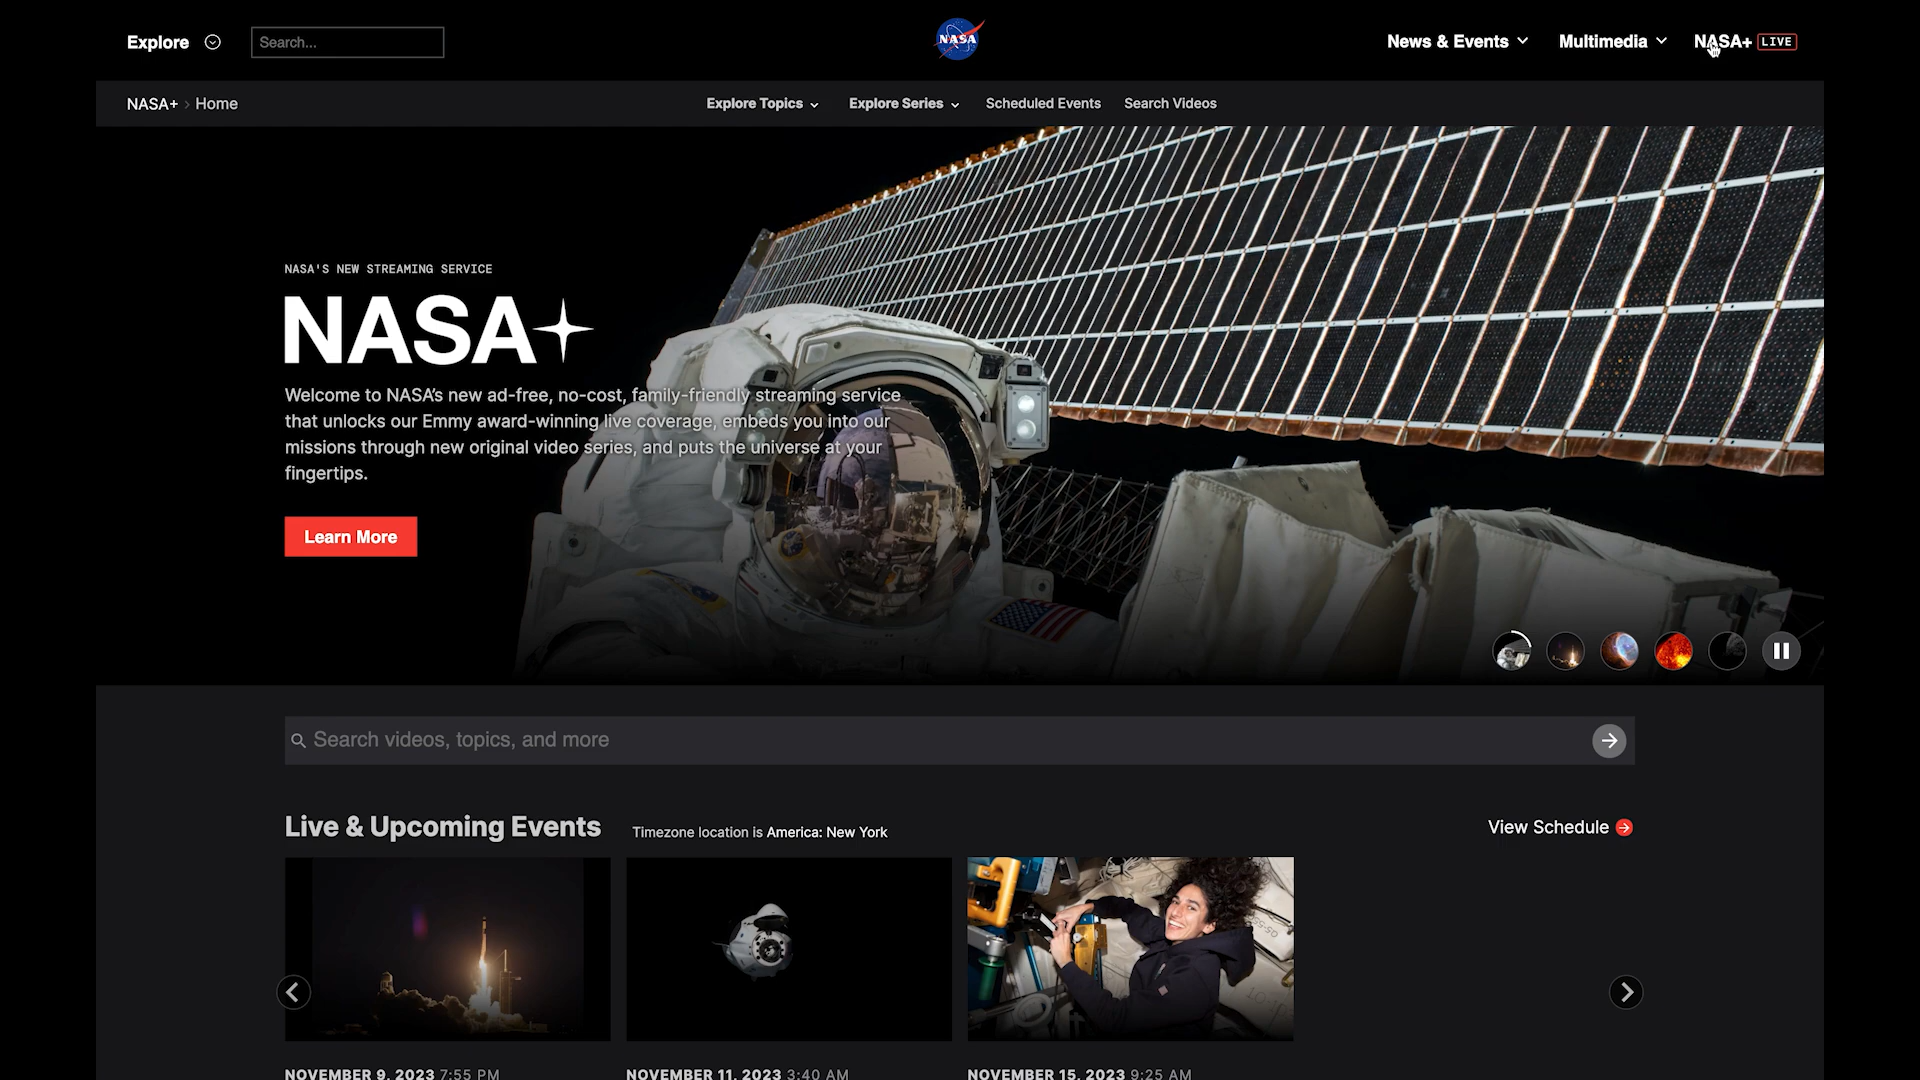 Explore
Search...
NASA
News & Events
Multimedia
NASA+ LIVE
NASA+ > Home
Explore Topics
Explore Series
Scheduled Events
Search Videos
NASA'S NEW STREAMING SERVICE
NASA+
Welcome to NASA's new ad-free, no-cost, family-friendly streaming service
that unlocks our Emmy award-winning live coverage, embeds you into our
missions through new original video series, and puts the universe at your
fingertips.
Learn More
Search videos, topics, and more
Live & Upcoming Events
Timezone location is America: New York
View Schedule
NOVEMBER 9, 2023 7:55 PM
NOVEMBER 11, 2023 3:40 AM
NOVEMBER 15, 2023 9:25 AM